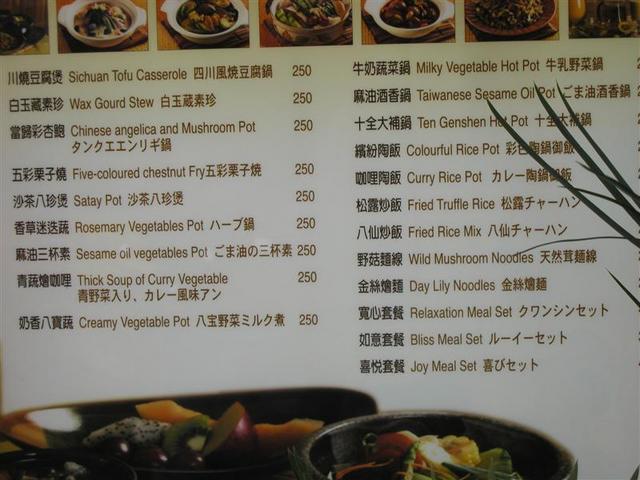 川燒豆腐煲 Sichuan Tofu Casserole 四川風焼豆腐鍋 250
白玉藏素珍 Wax Gourd Stew 白玉藏素珍 250
當歸彩杏鮑 Chinese angelica and Mushroom Pot 250
タンクエエンリギ鍋
五彩栗子燒 Five-coloured chestnut Fry五彩栗子焼 250
沙茶八珍煲 Satay Pot 沙茶八珍煲 250
香草迷迭蔬 Rosemary Vegetables Pot ハーブ鍋 250
麻油三杯素 Sesame oil vegetables Pot ごま油の三杯素 250
青蔬燴咖哩 Thick Soup of Curry Vegetable 250
青野菜入り、カレー風味アン
奶香八寶蔬 Creamy Vegetable Pot 八宝野菜ミルク煮 250
牛奶蔬菜鍋 Milky Vegetable Hot Pot 牛乳野菜鍋
麻油酒香鍋 Taiwanese Sesame Oil Pot ごま油酒香鍋
十全大補鍋 Ten Genshen Hot Pot 十全大補鍋
繽紛陶飯 Colourful Rice Pot 彩色陶鍋御飯
咖哩陶飯 Curry Rice Pot カレー陶鍋御飯
松露炒飯 Fried Truffle Rice 松露チャーハン
八仙炒飯 Fried Rice Mix 八仙チャーハン
野菇麵線 Wild Mushroom Noodles 天然茸麺線
金絲燴麵 Day Lily Noodles 金絲燴麺
寬心套餐 Relaxation Meal Set クワンシンセット
如意套餐 Bliss Meal Set ルーイーセット
喜悦套餐 Joy Meal Set 喜びセット